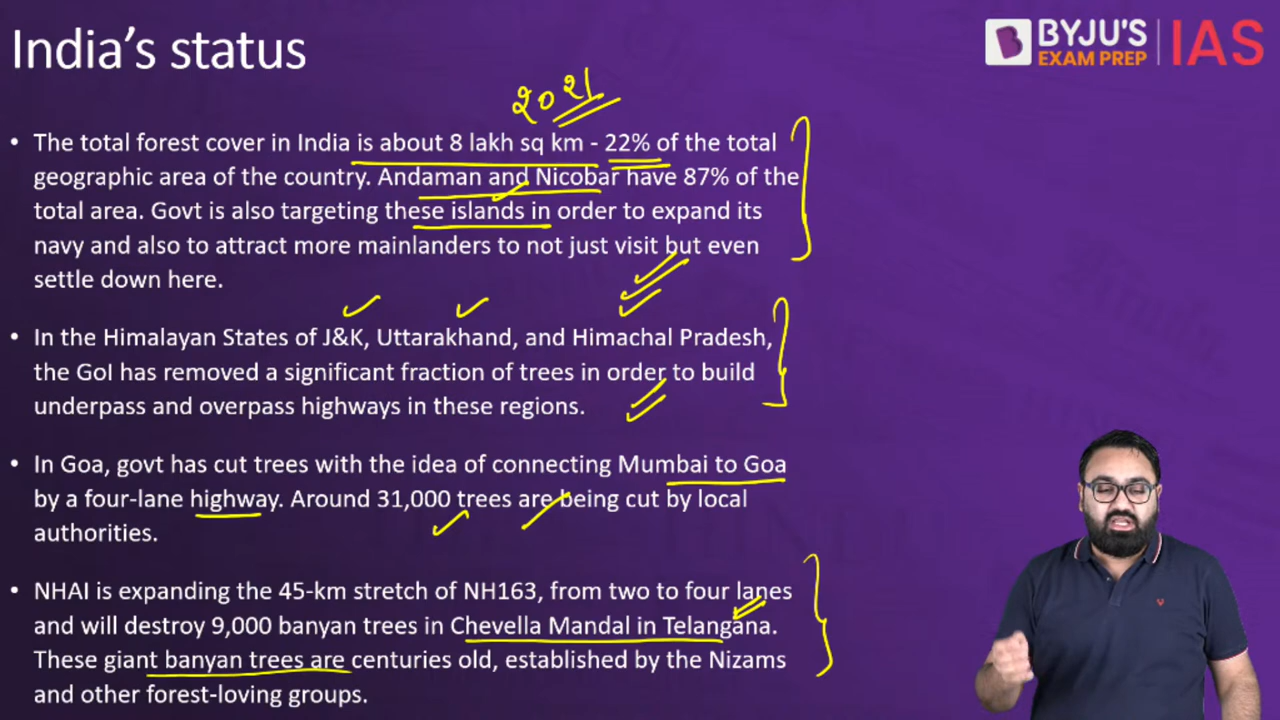 India's status
BYJU'S
EXAM PREP
IAS
2021
• The total forest cover in India is about 8 lakh sq km - 22% of the total
geographic area of the country. Andaman and Nicobar have 87% of the
total area. Govt is also targeting these islands in order to expand its
navy and also to attract more mainlanders to not just visit but even
settle down here.
• In the Himalayan States of J&K, Uttarakhand, and Himachal Pradesh,
the GoI has removed a significant fraction of trees in order to build
underpass and overpass highways in these regions.
• In Goa, govt has cut trees with the idea of connecting Mumbai to Goa
by a four-lane highway. Around 31,000 trees are being cut by local
authorities.
• NHAI is expanding the 45-km stretch of NH163, from two to four lanes
and will destroy 9,000 banyan trees in Chevella Mandal in Telangana.
These giant banyan trees are centuries old, established by the Nizams
and other forest-loving groups.